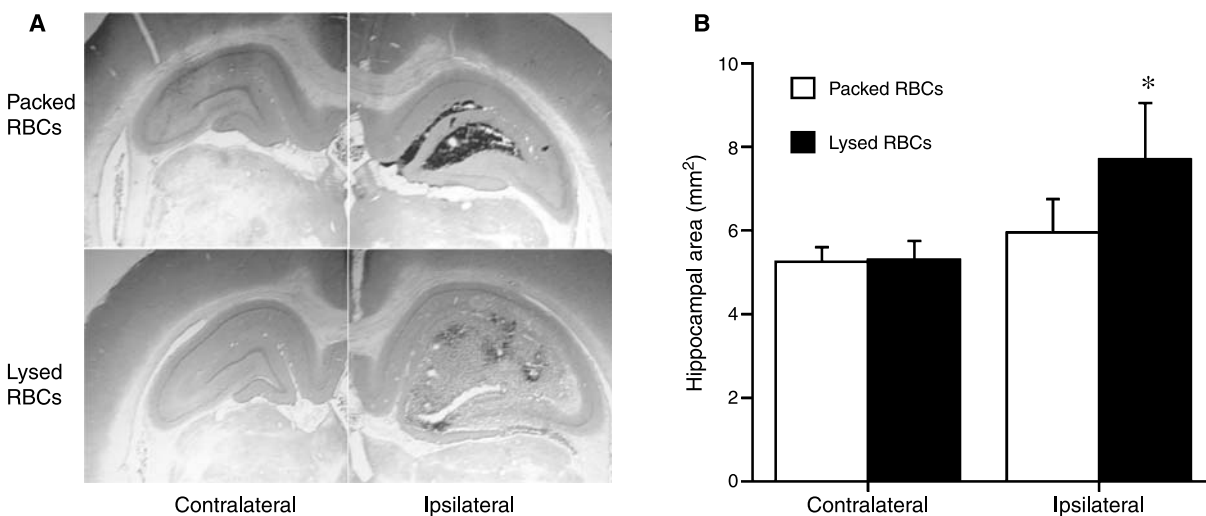 A
Packed
RBCs
Lysed
RBCs
Contralateral
Ipsilateral
B
10
8
6
4
2
0
Hippocampal area (mm²)
Packed RBCs
Lysed RBCs
*
Contralateral
Ipsilateral